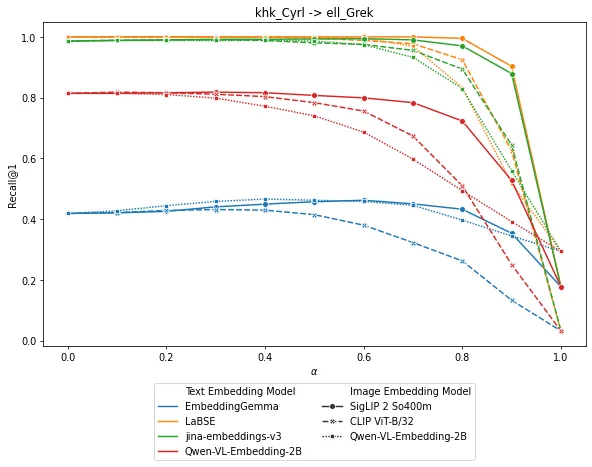 khk_Cyrl -> ell_Grek
Recall@1
1.0
0.8
0.6
0.4
0.2
0.0
0.0 0.2 0.4 0.6 0.8 1.0
α
Text Embedding Model
EmbeddingGemma
LaBSE
jina-embeddings-v3
Qwen-VL-Embedding-2B
Image Embedding Model
SigLIP 2 So400m
CLIP ViT-B/32
Qwen-VL-Embedding-2B